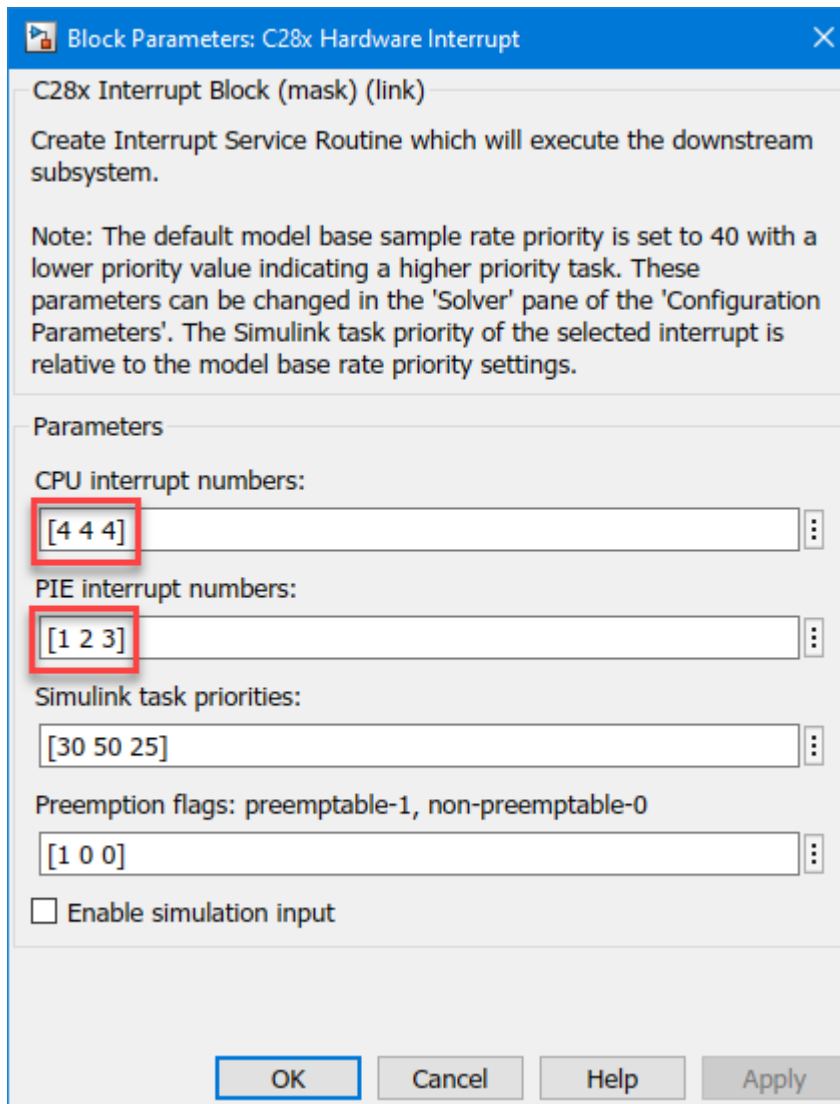 Block Parameters: C28x Hardware Interrupt
C28x Interrupt Block (mask) (link)
Create Interrupt Service Routine which will execute the downstream
subsystem.
Note: The default model base sample rate priority is set to 40 with a
lower priority value indicating a higher priority task. These
parameters can be changed in the 'Solver' pane of the 'Configuration
Parameters'. The Simulink task priority of the selected interrupt is
relative to the model base rate priority settings.
Parameters
CPU interrupt numbers:
[4 4 4]
PIE interrupt numbers:
[1 2 3]
Simulink task priorities:
[30 50 25]
Preemption flags: preemptable-1, non-preemptable-0
[1 0 0]
Enable simulation input
OK Cancel Help Apply